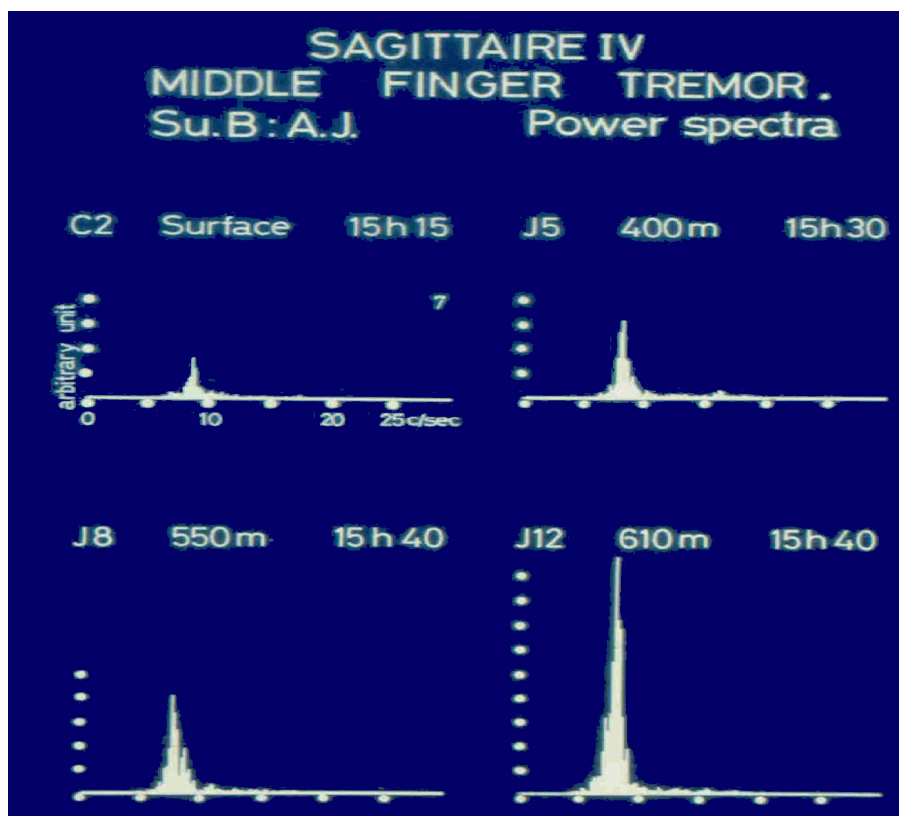 SAGITTAIRE IV
MIDDLE FINGER TREMOR.
Su.B: A.J. Power spectra
C2 Surface 15h15
J5 400m 15h30
7
arbitrary unit
0 10 20 25c/sec
J8 550m 15h40
J12 610m 15h40